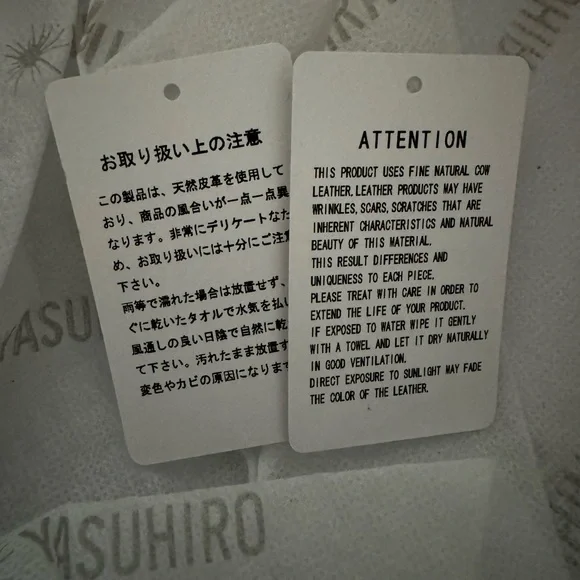 お取り扱い上の注意
この製品は、天然皮革を使用して
おり、商品の風合いが一点一点異
なります。非常にデリケートなた
め、お取り扱いには十分にご注意
下さい。
雨等で濡れた場合は放置せず、
ぐに乾いたタオルで水気を払い
風通しの良い日陰で自然に乾
て下さい。汚れたまま放置す
変色やカビの原因になります
ATTENTION
THIS PRODUCT USES FINE NATURAL COW
LEATHER.LEATHER PRODUCTS MAY HAVE
WRINKLES,SCARS,SCRATCHES THAT ARE
INHERENT CHARACTERISTICS AND NATURAL
BEAUTY OF THIS MATERIAL.
THIS RESULT DIFFERENCES AND
UNIQUENESS TO EACH PIECE.
PLEASE TREAT WITH CARE IN ORDER TO
EXTEND THE LIFE OF YOUR PRODUCT.
IF EXPOSED TO WATER WIPE IT GENTLY
WITH A TOWEL AND LET IT DRY NATURALLY
IN GOOD VENTILATION.
DIRECT EXPOSURE TO SUNLIGHT MAY FADE
THE COLOR OF THE LEATHER.
YASU
YASUHIRO